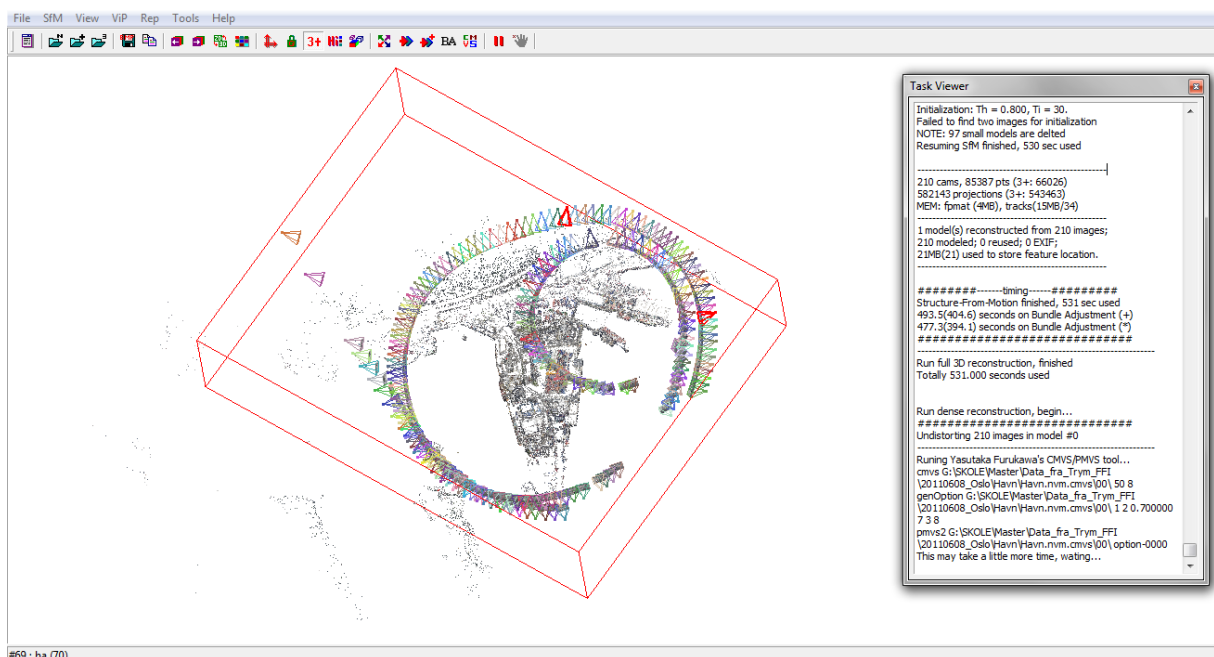 File SfM View ViP Rep Tools Help
3+ BA
Task Viewer
Initialization: Th = 0.800, Ti = 30.
Failed to find two images for initialization
NOTE: 97 small models are delted
Resuming SfM finished, 530 sec used
----------------------------------------------------
210 cams, 85387 pts (3+: 66026)
582143 projections (3+: 543463)
MEM: fpmat (4MB), tracks(15MB/34)
----------------------------------------------------
1 model(s) reconstructed from 210 images;
210 modeled; 0 reused; 0 EXIF;
21MB(21) used to store feature location.
----------------------------------------------------
########-------timing------#########
Structure-From-Motion finished, 531 sec used
493.5(404.6) seconds on Bundle Adjustment (+)
477.3(394.1) seconds on Bundle Adjustment (*)
#############################
----------------------------------------------------------------
Run full 3D reconstruction, finished
Totally 531.000 seconds used
Run dense reconstruction, begin...
#############################
Undistorting 210 images in model #0
----------------------------------------------------------------
Runing Yasutaka Furukawa's CMVS/PMVS tool...
cmvs G:\SKOLE\Master\Data_fra_Trym_FFI
\20110608_Oslo\Havn\Havn.nvm.cmvs\00\ 50 8
genOption G:\SKOLE\Master\Data_fra_Trym_FFI
\20110608_Oslo\Havn\Havn.nvm.cmvs\00\ 1 2 0.700000
7 3 8
pmvs2 G:\SKOLE\Master\Data_fra_Trym_FFI
\20110608_Oslo\Havn\Havn.nvm.cmvs\00\ option-0000
This may take a little more time, wating...
#69 : ba (70)